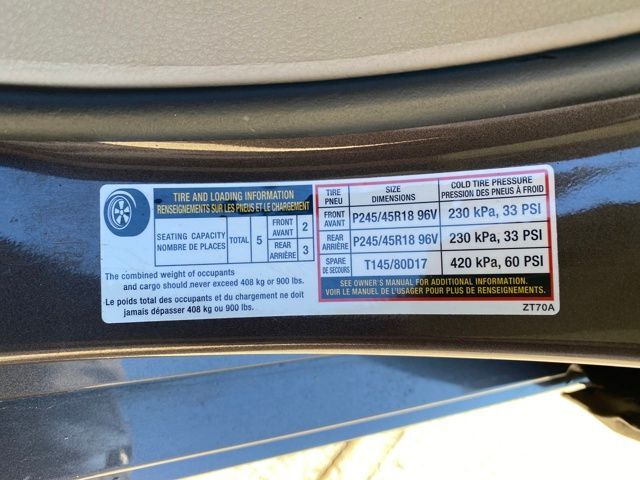 TIRE AND LOADING INFORMATION
RENSEIGNEMENTS SUR LES PNEUS ET LE CHARGEMENT
SEATING CAPACITY
NOMBRE DE PLACES
TOTAL 5
FRONT
AVANT 2
REAR
ARRIÈRE 3
The combined weight of occupants
and cargo should never exceed 408 kg or 900 lbs.
Le poids total des occupants et du chargement ne doit
jamais dépasser 408 kg ou 900 lb.
TIRE
PNEU
SIZE
DIMENSIONS
COLD TIRE PRESSURE
PRESSION DES PNEUS À FROID
FRONT
AVANT
P245/45R18 96V 230 kPa, 33 PSI
REAR
ARRIÈRE
P245/45R18 96V 230 kPa, 33 PSI
SPARE
DE SECOURS
T145/80D17 420 kPa, 60 PSI
SEE OWNER'S MANUAL FOR ADDITIONAL INFORMATION.
VOIR LE MANUEL DE L'USAGER POUR PLUS DE RENSEIGNEMENTS.
ZT70A